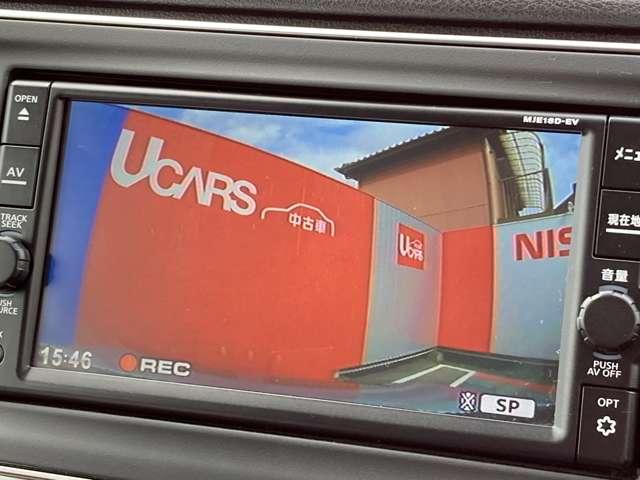 MJE18D-EV
OPEN
AV
TRACK
SEEK
UCARS
中古車
UCARS
NIS
15:46
REC
SP
メニュ
現在地
音量
PUSH
AV OFF
OPT